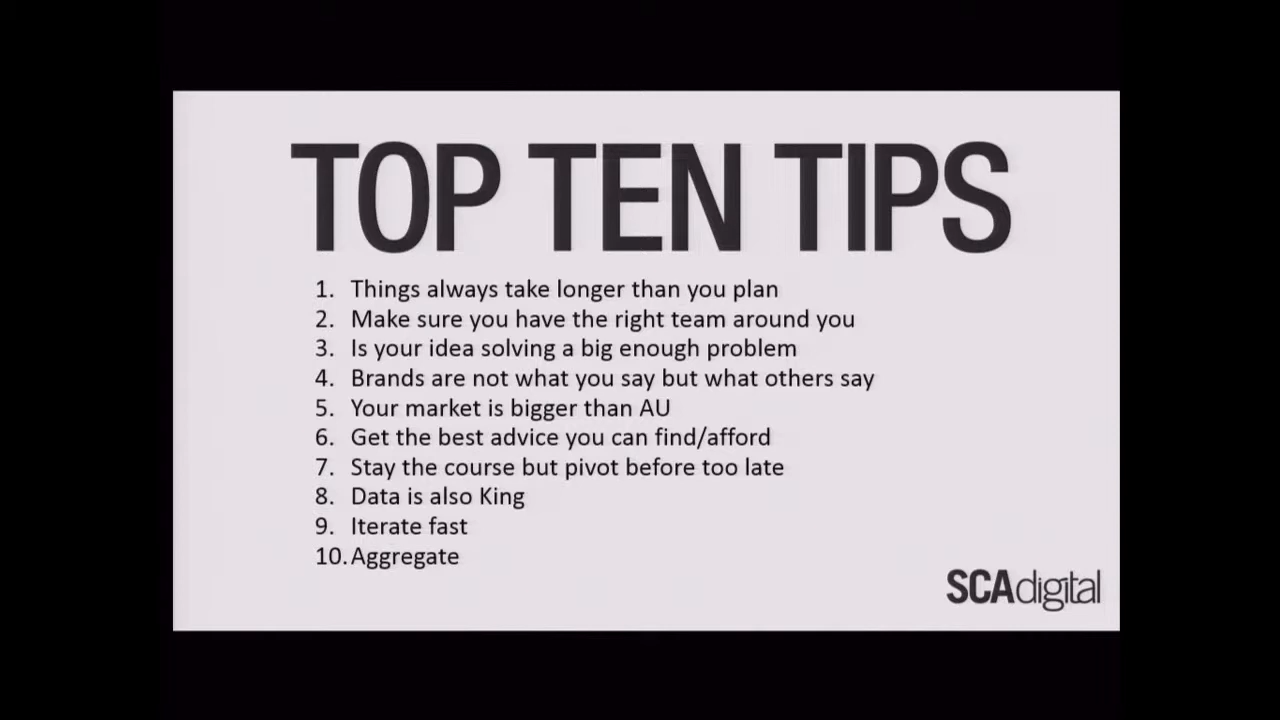 TOP TEN TIPS
1. Things always take longer than you plan
2. Make sure you have the right team around you
3. Is your idea solving a big enough problem
4. Brands are not what you say but what others say
5. Your market is bigger than AU
6. Get the best advice you can find/afford
7. Stay the course but pivot before too late
8. Data is also King
9. Iterate fast
10. Aggregate
SCAdigital